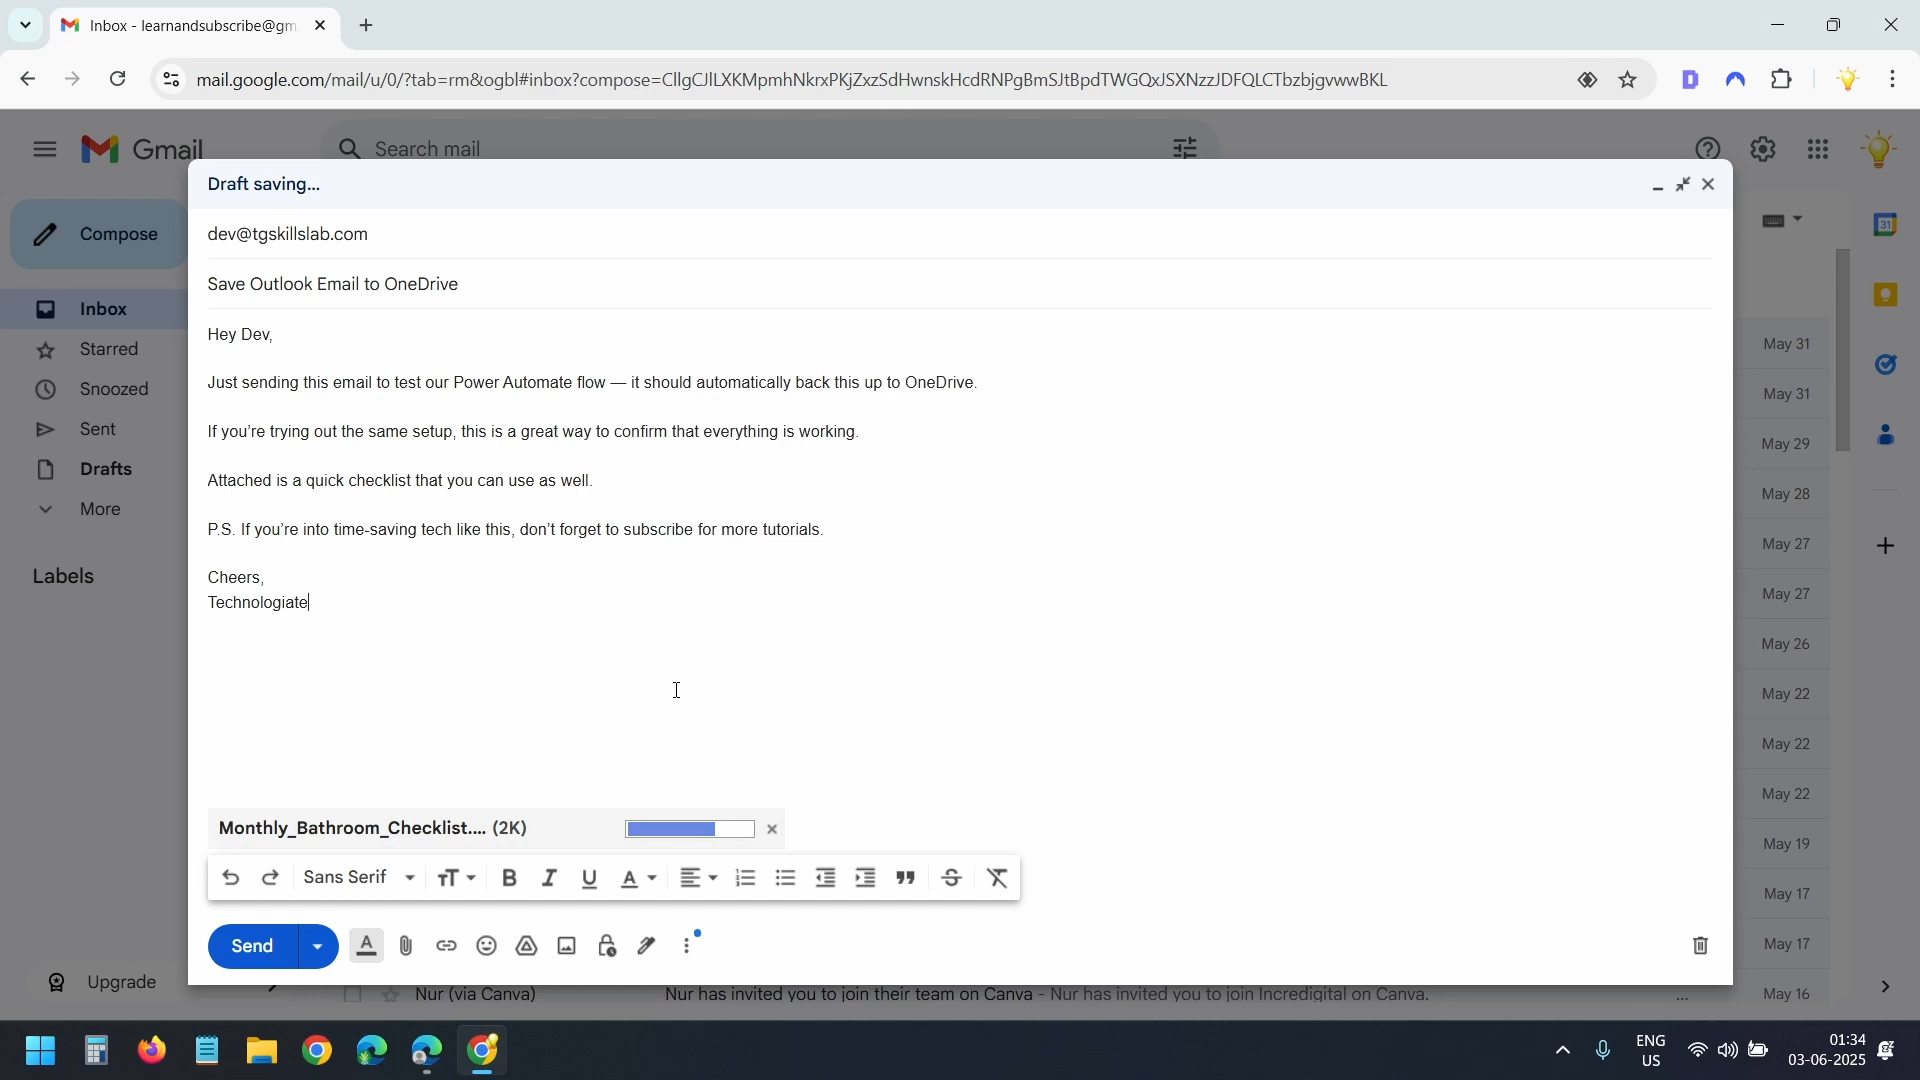 Inbox - learnandsubscribe@gm
mail.google.com/mail/u/0/?tab=rm&ogbl#inbox?compose=CllgCJlLXKMpmhNkrxPKjZxzSdHwnskHcdRNPgBmSJtBpdTWGQxJSXNzzJDFQLCTbzbjgvwwBKL
Gmail
Search mail
Compose
Inbox
Starred
Snoozed
Sent
Drafts
More
Labels
Upgrade
Draft saving...
dev@tgskillslab.com
Save Outlook Email to OneDrive
Hey Dev,
Just sending this email to test our Power Automate flow — it should automatically back this up to OneDrive.
If you're trying out the same setup, this is a great way to confirm that everything is working.
Attached is a quick checklist that you can use as well.
P.S. If you're into time-saving tech like this, don't forget to subscribe for more tutorials.
Cheers,
Technologiate
Monthly_Bathroom_Checklist.... (2K)
Sans Serif
Send
May 31
May 31
May 29
May 28
May 27
May 27
May 26
May 22
May 22
May 22
May 19
May 17
May 17
Nur (via Canva) Nur has invited you to join their team on Canva - Nur has invited you to join Incredigital on Canva. ... May 16
31
ENG
US
01:34
03-06-2025